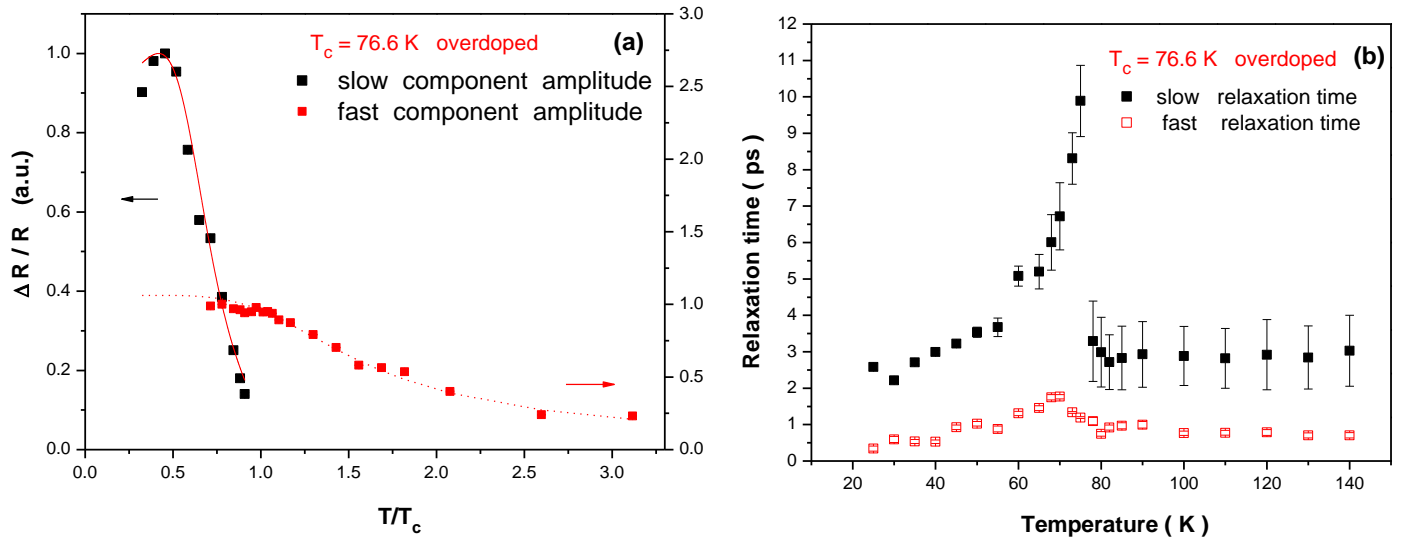 T_c = 76.6 K overdoped (a)
slow component amplitude
fast component amplitude
Δ R / R (a.u.)
1.0
0.8
0.6
0.4
0.2
0.0
3.0
2.5
2.0
1.5
1.0
0.5
0.0
0.0 0.5 1.0 1.5 2.0 2.5 3.0
T/T_c
T_c = 76.6 K overdoped (b)
slow relaxation time
fast relaxation time
Relaxation time ( ps )
12
11
10
9
8
7
6
5
4
3
2
1
0
20 40 60 80 100 120 140
Temperature ( K )